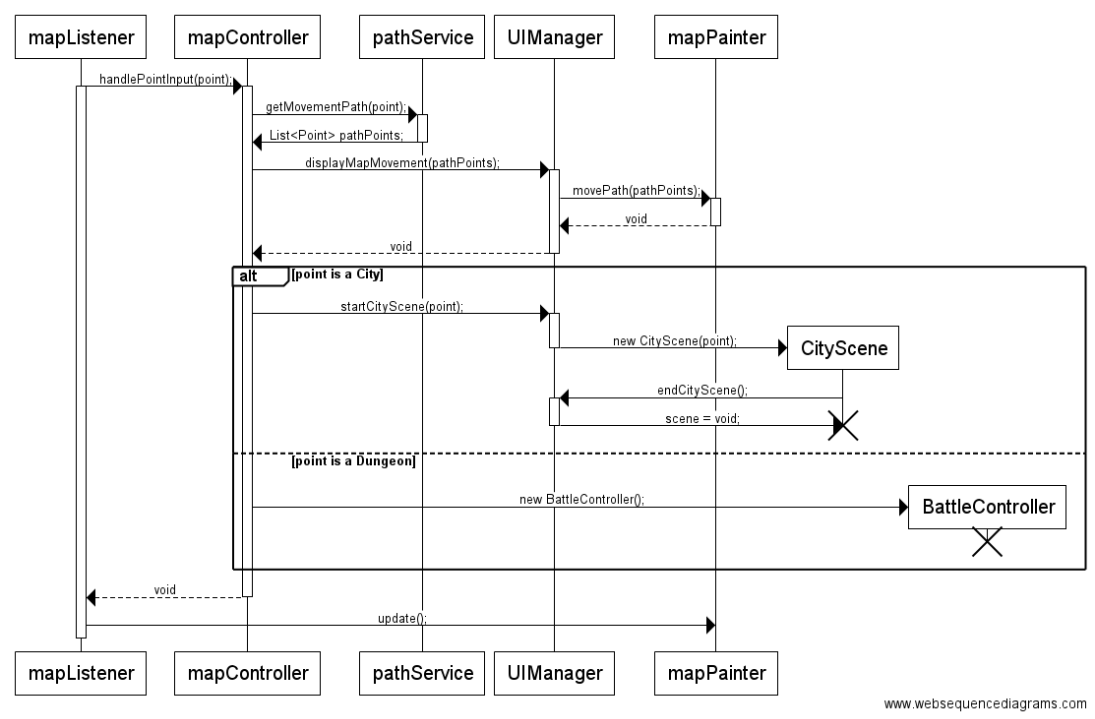 mapListener
mapController
pathService
UIManager
mapPainter
handlePointInput(point);
getMovementPath(point);
List<Point> pathPoints;
displayMapMovement(pathPoints);
movePath(pathPoints);
void
void
alt [point is a City]
startCityScene(point);
new CityScene(point);
CityScene
endCityScene();
scene = void;
[point is a Dungeon]
new BattleController();
BattleController
void
update();
mapListener
mapController
pathService
UIManager
mapPainter
www.websequencediagrams.com